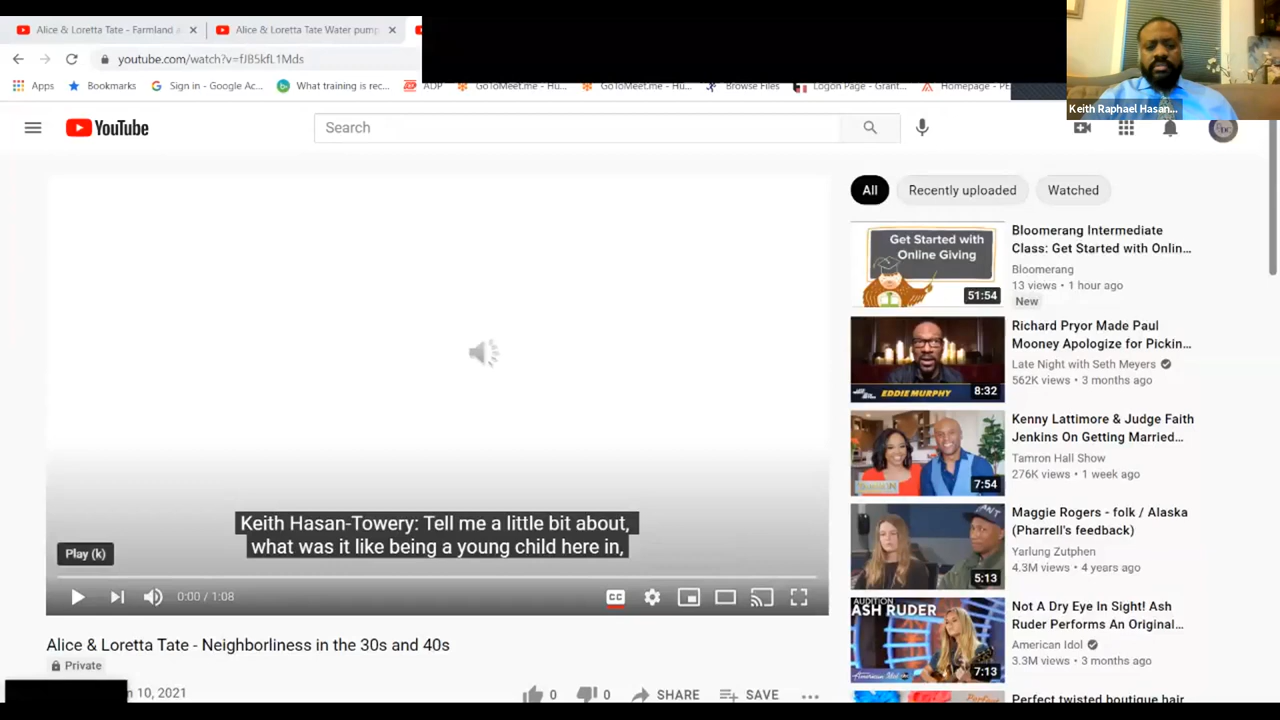 Alice & Loretta Tate - Farmland
Alice & Loretta Tate Water pump
youtube.com/watch?v=fJB5kfL1Mds
Apps
Bookmarks
Sign in - Google Ac...
What training is rec...
ADP
GoToMeet.me - Hu...
GoToMeet.me - Hu...
Browse Files
Logon Page - Grant...
Homepage - PE
Keith Raphael Hasan...
YouTube
Search
All
Recently uploaded
Watched
Get Started with
Online Giving
51:54
Bloomerang Intermediate
Class: Get Started with Onlin...
Bloomerang
13 views • 1 hour ago
New
EDDIE MURPHY
8:32
Richard Pryor Made Paul
Mooney Apologize for Pickin...
Late Night with Seth Meyers
562K views • 3 months ago
7:54
Kenny Lattimore & Judge Faith
Jenkins On Getting Married...
Tamron Hall Show
276K views • 1 week ago
5:13
Maggie Rogers - folk / Alaska
(Pharrell's feedback)
Yarlung Zutphen
4.3M views • 4 years ago
AUDITION
ASH RUDER
7:13
Not A Dry Eye In Sight! Ash
Ruder Performs An Original...
American Idol
3.3M views • 3 months ago
Perfect twisted boutique hair
Keith Hasan-Towery: Tell me a little bit about,
what was it like being a young child here in,
Play (k)
0:00 / 1:08
CC
Alice & Loretta Tate - Neighborliness in the 30s and 40s
Private
10, 2021
0
0
SHARE
SAVE